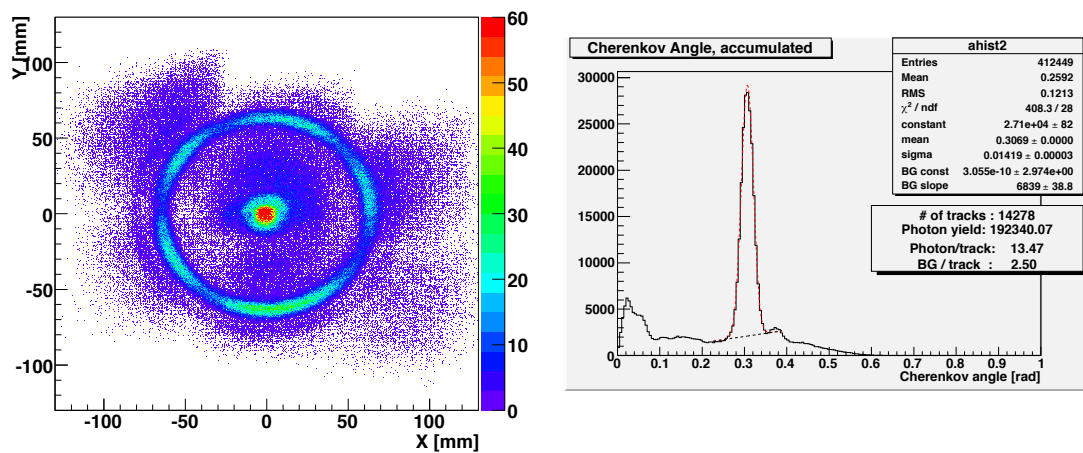 Y [mm]
100
50
0
-50
-100
-100
-50
0
50
100
X [mm]
60
50
40
30
20
10
0
Cherenkov Angle, accumulated
ahist2
Entries 412449
Mean 0.2592
RMS 0.1213
χ² / ndf 408.3 / 28
constant 2.71e+04 ± 82
mean 0.3069 ± 0.0000
sigma 0.01419 ± 0.00003
BG const 3.055e-10 ± 2.974e+00
BG slope 6839 ± 38.8
# of tracks : 14278
Photon yield: 192340.07
Photon/track: 13.47
BG / track : 2.50
30000
25000
20000
15000
10000
5000
0
0 0.1 0.2 0.3 0.4 0.5 0.6 0.7 0.8 0.9 1
Cherenkov angle [rad]